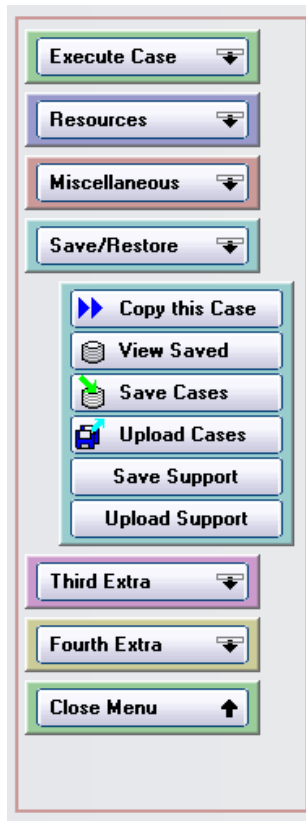 Execute Case
Resources
Miscellaneous
Save/Restore
Copy this Case
View Saved
Save Cases
Upload Cases
Save Support
Upload Support
Third Extra
Fourth Extra
Close Menu